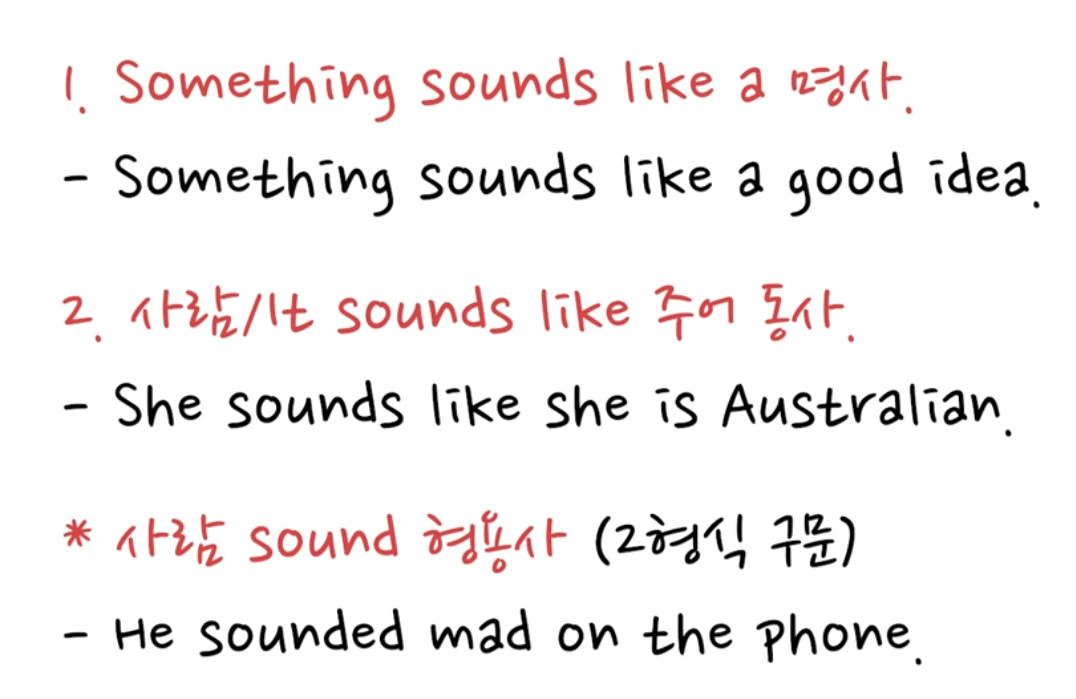 1. Something sounds like a 명사.
- Something sounds like a good idea.
2. 사람/It sounds like 주어 동사.
- She sounds like she is Australian.
* 사람 sound 형용사 (2형식 구문)
- He sounded mad on the phone.